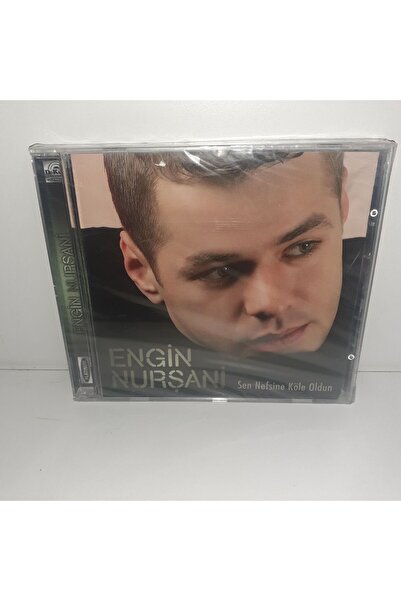 ENGİN NURŞANİ
ENGİN
NURŞANİ
Sen Nefsine Köle Oldun